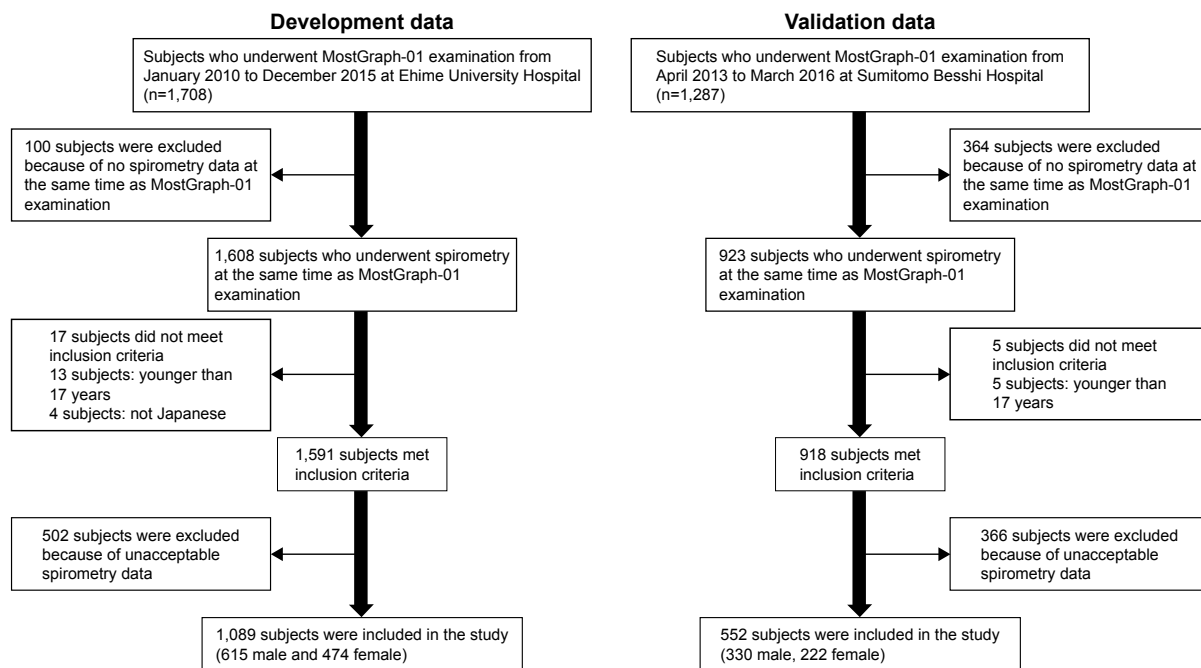 Development data
Subjects who underwent MostGraph-01 examination from
January 2010 to December 2015 at Ehime University Hospital
(n=1,708)
100 subjects were excluded
because of no spirometry data at
the same time as MostGraph-01
examination
1,608 subjects who underwent spirometry
at the same time as MostGraph-01
examination
17 subjects did not meet
inclusion criteria
13 subjects: younger than
17 years
4 subjects: not Japanese
1,591 subjects met
inclusion criteria
502 subjects were excluded
because of unacceptable
spirometry data
1,089 subjects were included in the study
(615 male and 474 female)
Validation data
Subjects who underwent MostGraph-01 examination from
April 2013 to March 2016 at Sumitomo Besshi Hospital
(n=1,287)
364 subjects were excluded
because of no spirometry data at
the same time as MostGraph-01
examination
923 subjects who underwent spirometry
at the same time as MostGraph-01
examination
5 subjects did not meet
inclusion criteria
5 subjects: younger than
17 years
918 subjects met
inclusion criteria
366 subjects were excluded
because of unacceptable
spirometry data
552 subjects were included in the study
(330 male, 222 female)